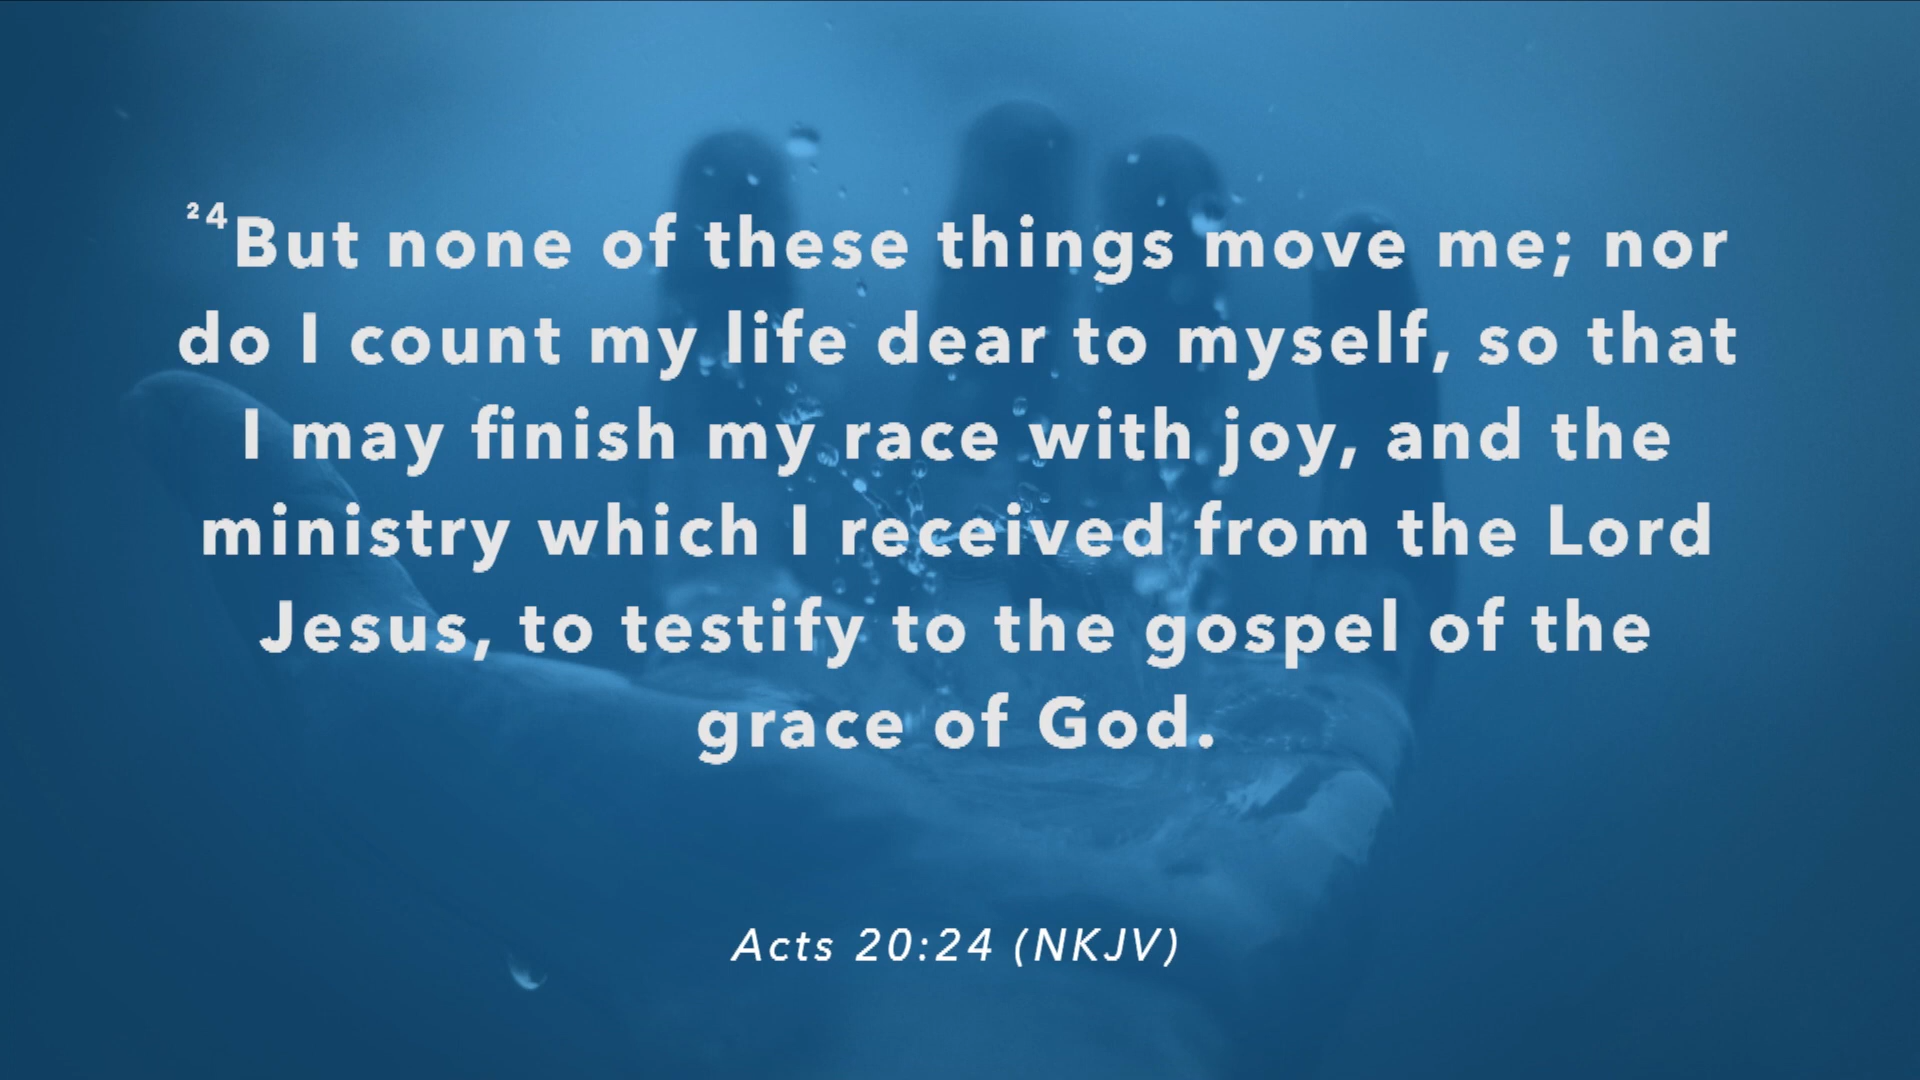 ²⁴But none of these things move me; nor
do I count my life dear to myself, so that
I may finish my race with joy, and the
ministry which I received from the Lord
Jesus, to testify to the gospel of the
grace of God.
Acts 20:24 (NKJV)